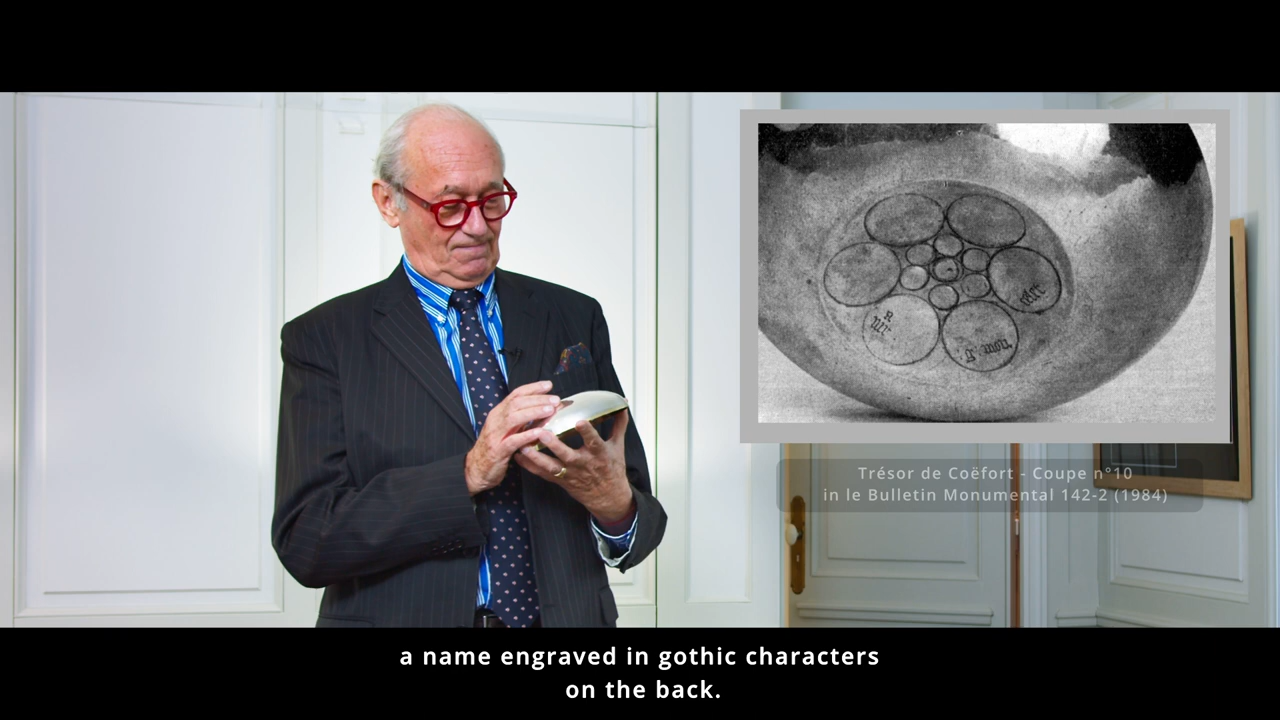 Trésor de Coëfort - Coupe n°10
in le Bulletin Monumental 142-2 (1984)
a name engraved in gothic characters
on the back.